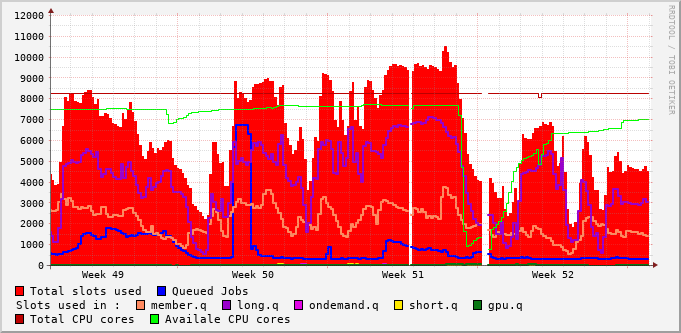 12000
11000
10000
9000
8000
7000
6000
5000
4000
3000
2000
1000
0
Week 49 Week 50 Week 51 Week 52
RRDTOOL / TOBI OETIKER
Total slots used Queued Jobs
Slots used in : member.q long.q ondemand.q short.q gpu.q
Total CPU cores Availale CPU cores